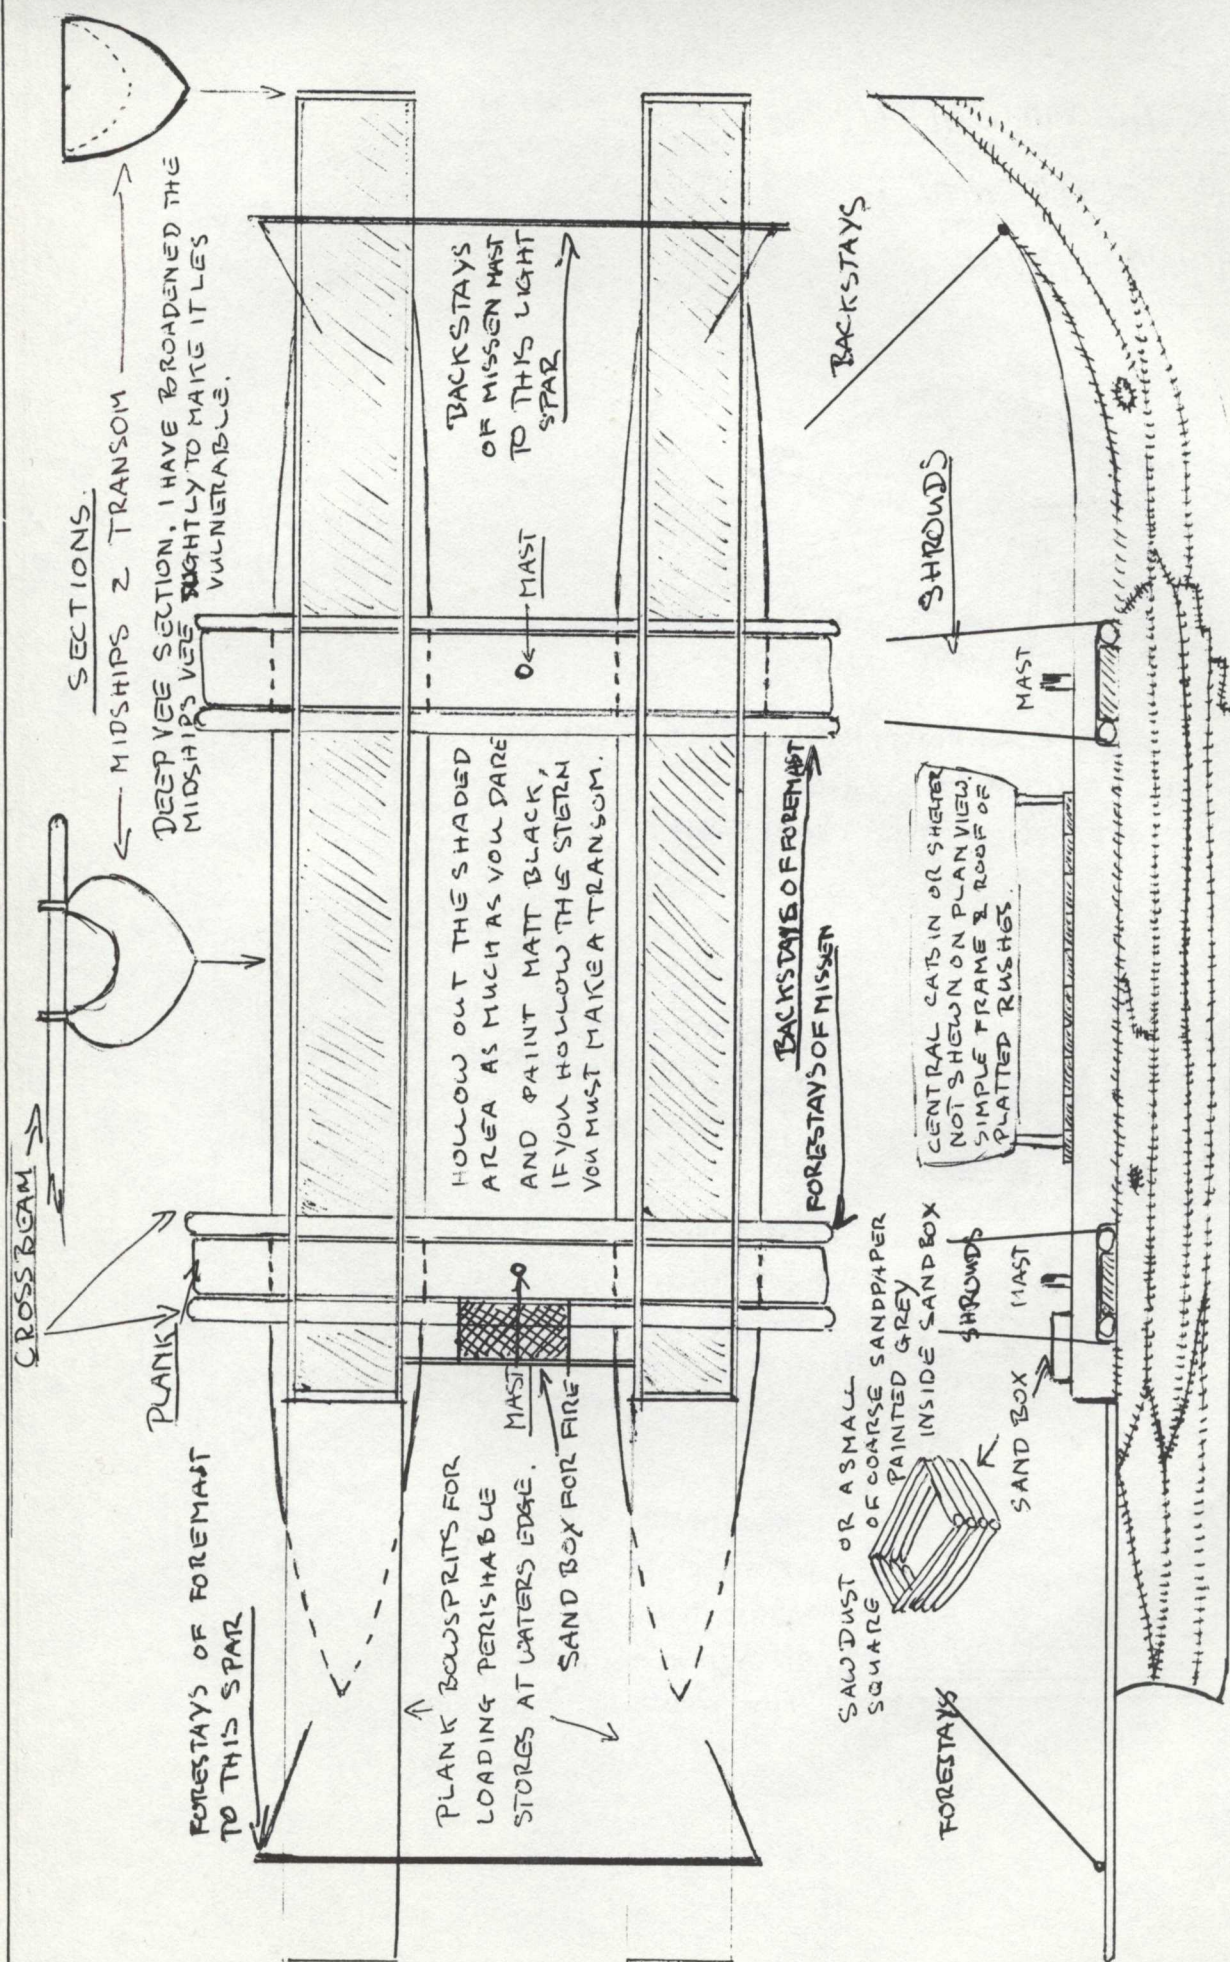 SECTIONS.
← MIDSHIPS 2 TRANSOM →
DEEP VEE SECTION, I HAVE BROADENED THE
MIDSHIPS VEE SLIGHTLY TO MAKE IT LES
VULNERABLE.
CROSSBEAM
PLANK
FORESTAYS OF FOREMAST
TO THIS SPAR
BACKSTAYS
OF MISSEN MAST
TO THIS LIGHT
SPAR
MAST
HOLLOW OUT THE SHADED
AREA AS MUCH AS YOU DARE
AND PAINT MATT BLACK,
IF YOU HOLLOW THE STERN
YOU MUST MAKE A TRANSOM.
PLANK BOWSPRITS FOR
LOADING PERISHABLE
STORES AT WATERS EDGE.
MAST
SAND BOX FOR FIRE
BACKSTAYS OF FOREMAST
FORESTAYS OF MISSEN
BACKSTAYS
SHROUDS
MAST
CENTRAL CABIN OR SHELTER
NOT SHEWN ON PLAN VIEW.
SIMPLE FRAME & ROOF OF
PLATTED RUSHES.
SAWDUST OR A SMALL
SQUARE OF COARSE SANDPAPER
PAINTED GREY
INSIDE SANDBOX
SHROUDS
MAST
SAND BOX
FORESTAYS